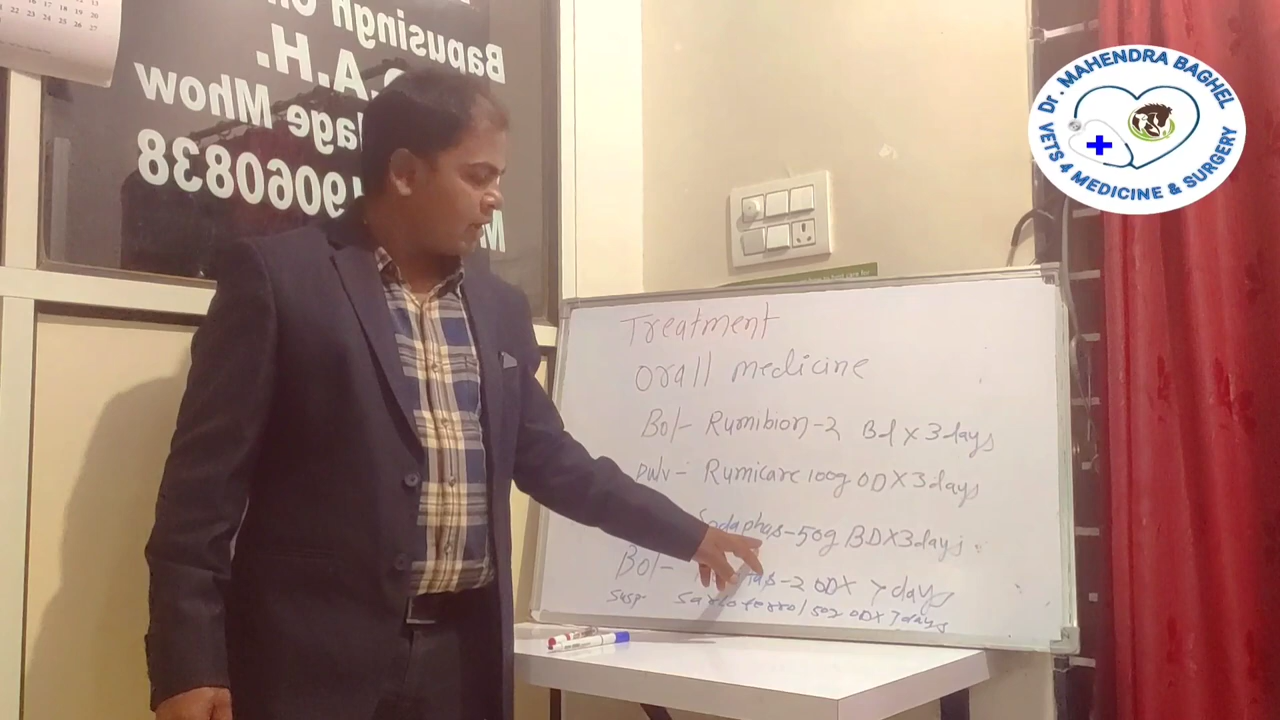 Bapusingh
A.H.
lage Mhow
9060838
Dr. MAHENDRA BAGHEL
VETS 4 MEDICINE & SURGERY
Treatment
Orall medicine
Bol- Rumibion-2 Bd X 3 days
pwv- Rumicare 100g OD X 3 days
Sodaphos-50g BD X 3 days
Bol- -2 OD X 7 days
Susp- OD X 7 days